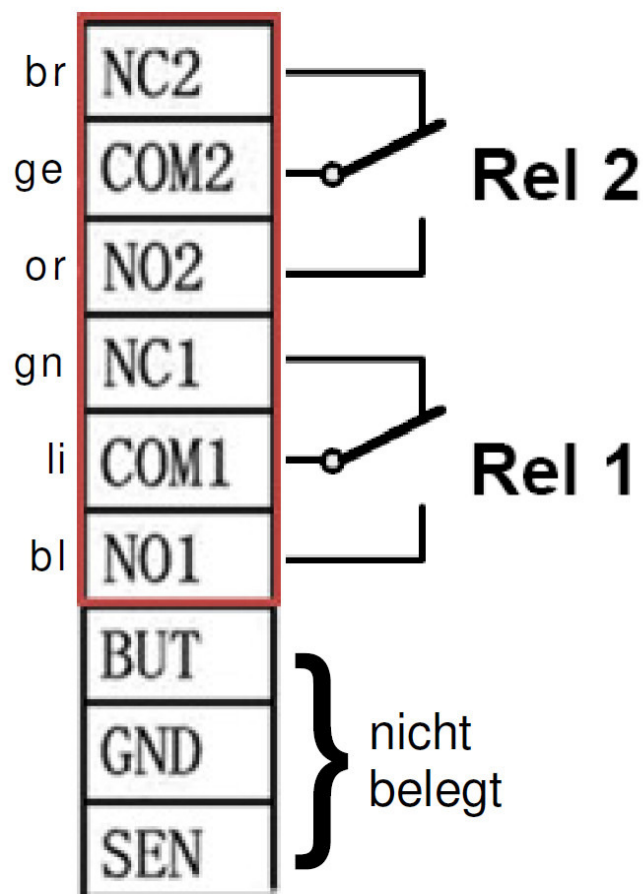 br NC2
ge COM2
Rel 2
or NO2
gn NC1
li COM1
Rel 1
bl NO1
BUT
GND
SEN
nicht
belegt